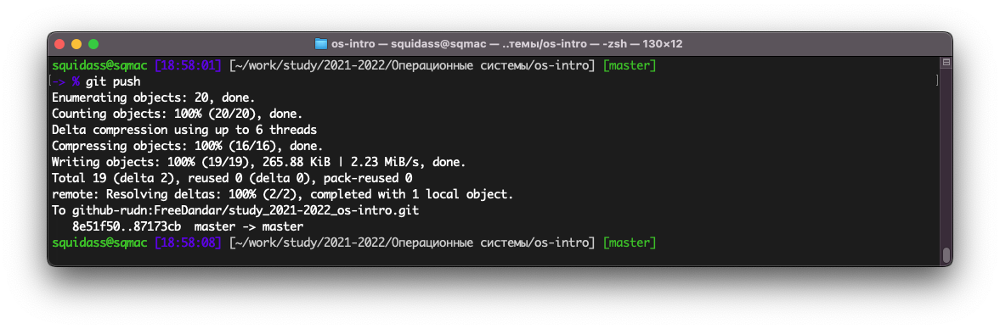 os-intro — squidass@sqmac — ..темы/os-intro — -zsh — 130×12
squidass@sqmac [18:58:01] [~/work/study/2021-2022/Операционные системы/os-intro] [master]
[-> % git push ]
Enumerating objects: 20, done.
Counting objects: 100% (20/20), done.
Delta compression using up to 6 threads
Compressing objects: 100% (16/16), done.
Writing objects: 100% (19/19), 265.88 KiB | 2.23 MiB/s, done.
Total 19 (delta 2), reused 0 (delta 0), pack-reused 0
remote: Resolving deltas: 100% (2/2), completed with 1 local object.
To github-rudn:FreeDandar/study_2021-2022_os-intro.git
   8e51f50..87173cb  master -> master
squidass@sqmac [18:58:08] [~/work/study/2021-2022/Операционные системы/os-intro] [master]